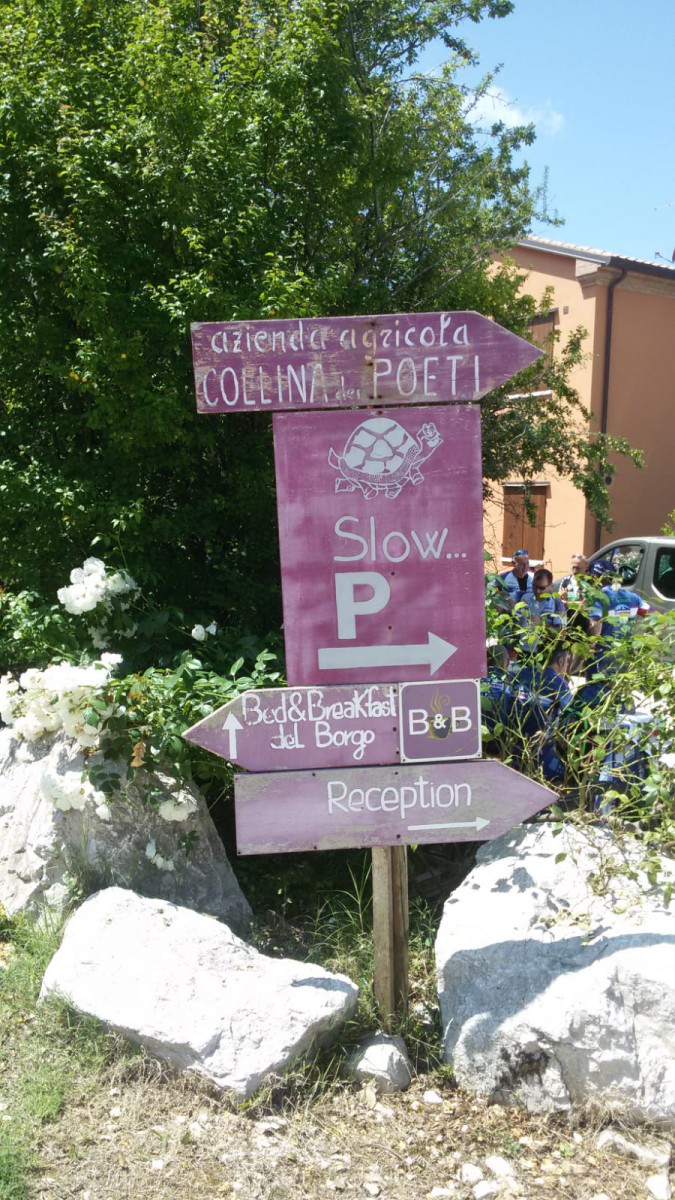 azienda agricola
COLLINA dei POETI
Slow...
P
Bed&Breakfast
del Borgo
B&B
Reception